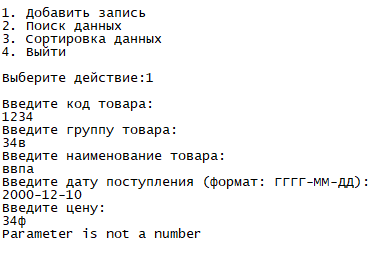 1. Добавить запись
2. Поиск данных
3. Сортировка данных
4. Выйти
Выберите действие:1
Введите код товара:
1234
Введите группу товара:
34в
Введите наименование товара:
ввпа
Введите дату поступления (формат: ГГГГ-ММ-ДД):
2000-12-10
Введите цену:
34ф
Parameter is not a number